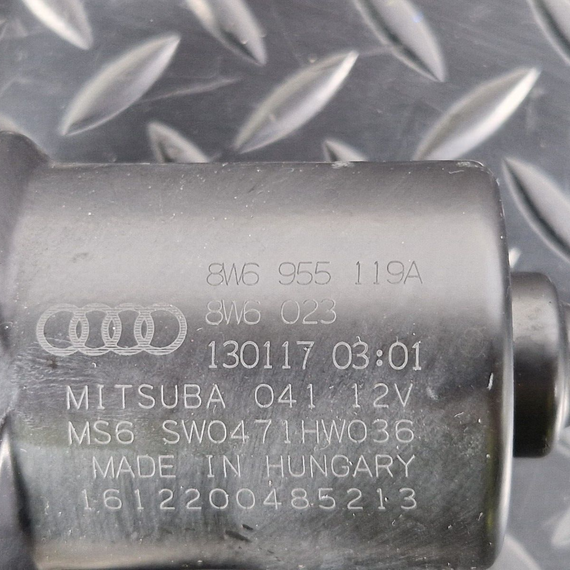 8W6 955 119A
8W6 023
130117 03:01
MITSUBA 041 12V
MS6 SW0471HW036
MADE IN HUNGARY
1612200485213